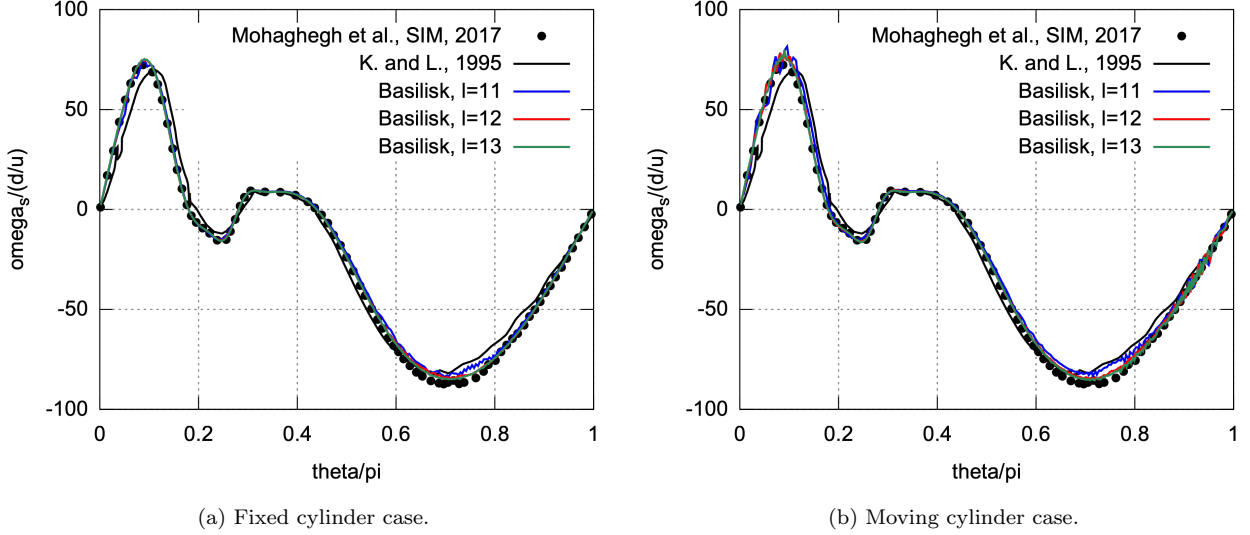 100
50
0
-50
-100
omega_s/(d/u)
Mohaghegh et al., SIM, 2017
K. and L., 1995
Basilisk, l=11
Basilisk, l=12
Basilisk, l=13
0 0.2 0.4 0.6 0.8 1
theta/pi
(a) Fixed cylinder case.
100
50
0
-50
-100
omega_s/(d/u)
Mohaghegh et al., SIM, 2017
K. and L., 1995
Basilisk, l=11
Basilisk, l=12
Basilisk, l=13
0 0.2 0.4 0.6 0.8 1
theta/pi
(b) Moving cylinder case.